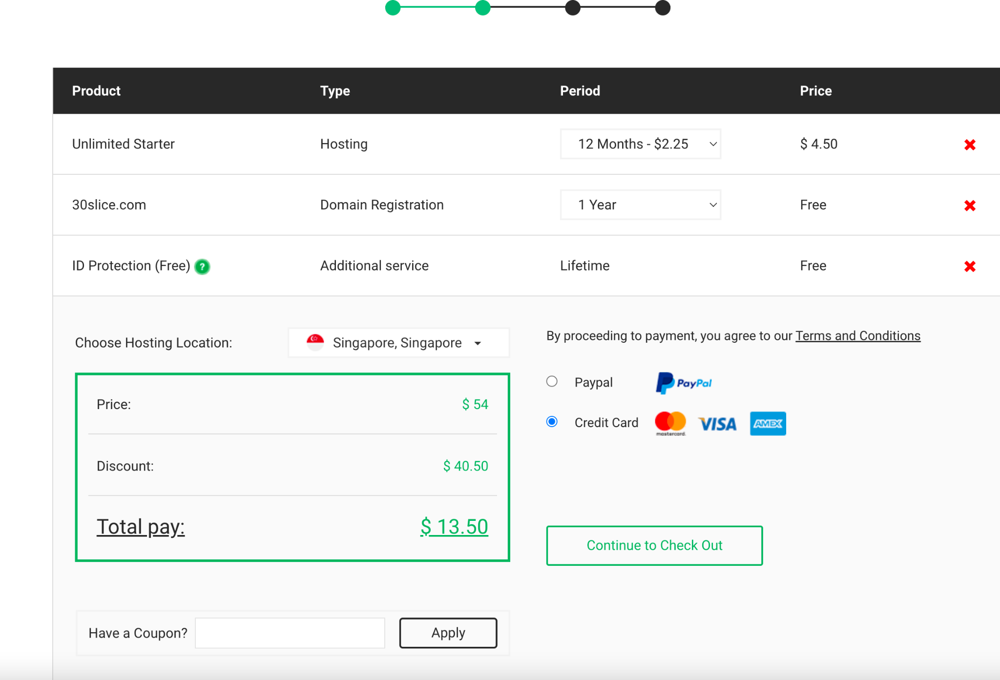 Product Type Period Price
Unlimited Starter Hosting 12 Months - $2.25 $ 4.50
30slice.com Domain Registration 1 Year Free
ID Protection (Free) ? Additional service Lifetime Free
Choose Hosting Location: Singapore, Singapore
Price: $ 54
Discount: $ 40.50
Total pay: $ 13.50
Have a Coupon? Apply
By proceeding to payment, you agree to our Terms and Conditions
Paypal PayPal
Credit Card mastercard. VISA AMEX
Continue to Check Out